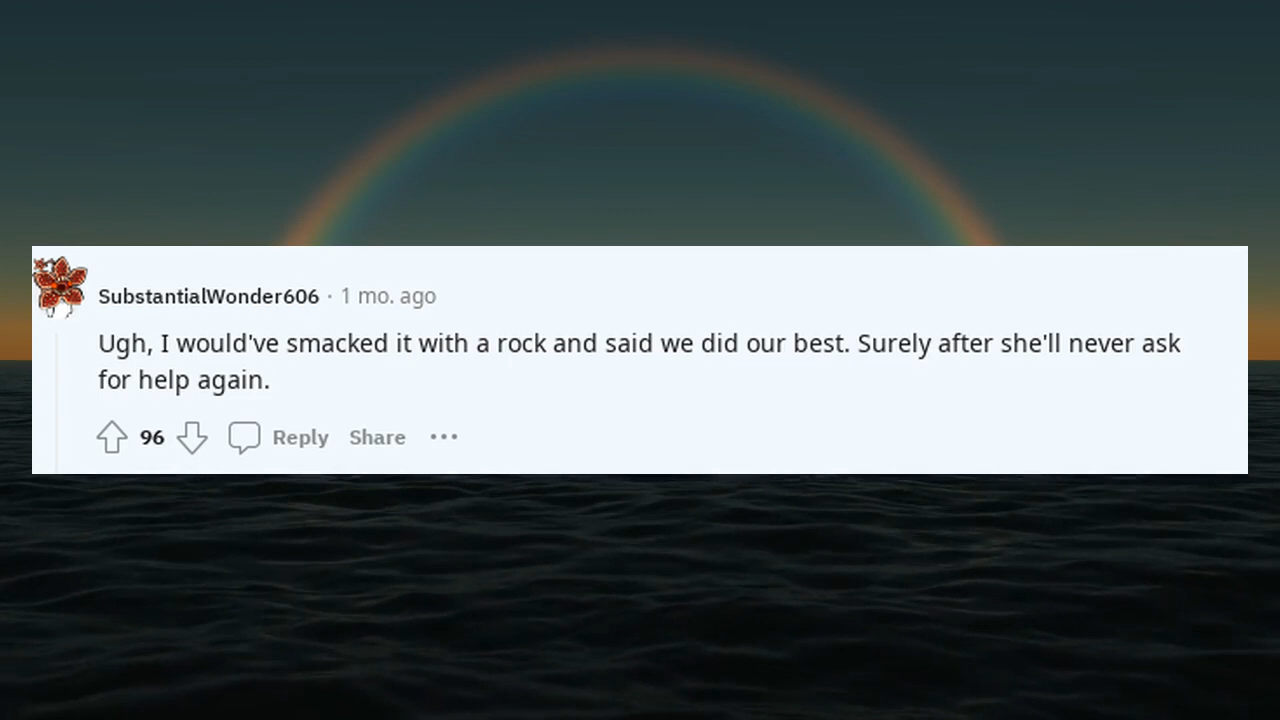 SubstantialWonder606 · 1 mo. ago
Ugh, I would've smacked it with a rock and said we did our best. Surely after she'll never ask
for help again.
96 Reply Share ···